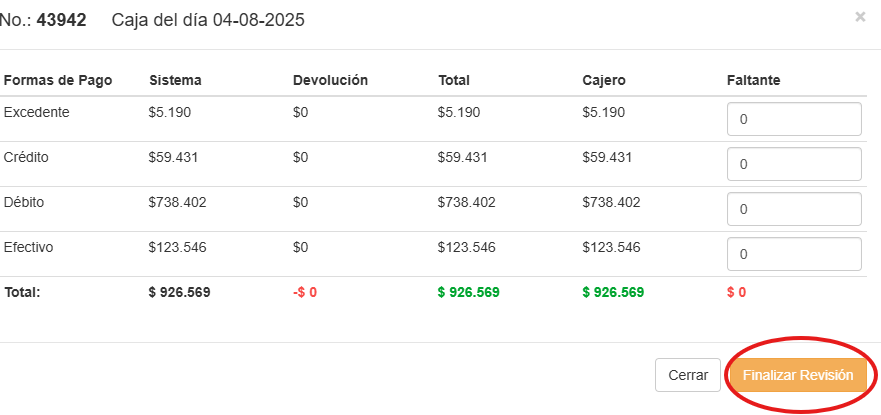 No.: 43942 Caja del día 04-08-2025 ×
Formas de Pago Sistema Devolución Total Cajero Faltante
Excedente $5.190 $0 $5.190 $5.190 0
Crédito $59.431 $0 $59.431 $59.431 0
Débito $738.402 $0 $738.402 $738.402 0
Efectivo $123.546 $0 $123.546 $123.546 0
Total: $ 926.569 -$ 0 $ 926.569 $ 926.569 $ 0
Cerrar Finalizar Revisión